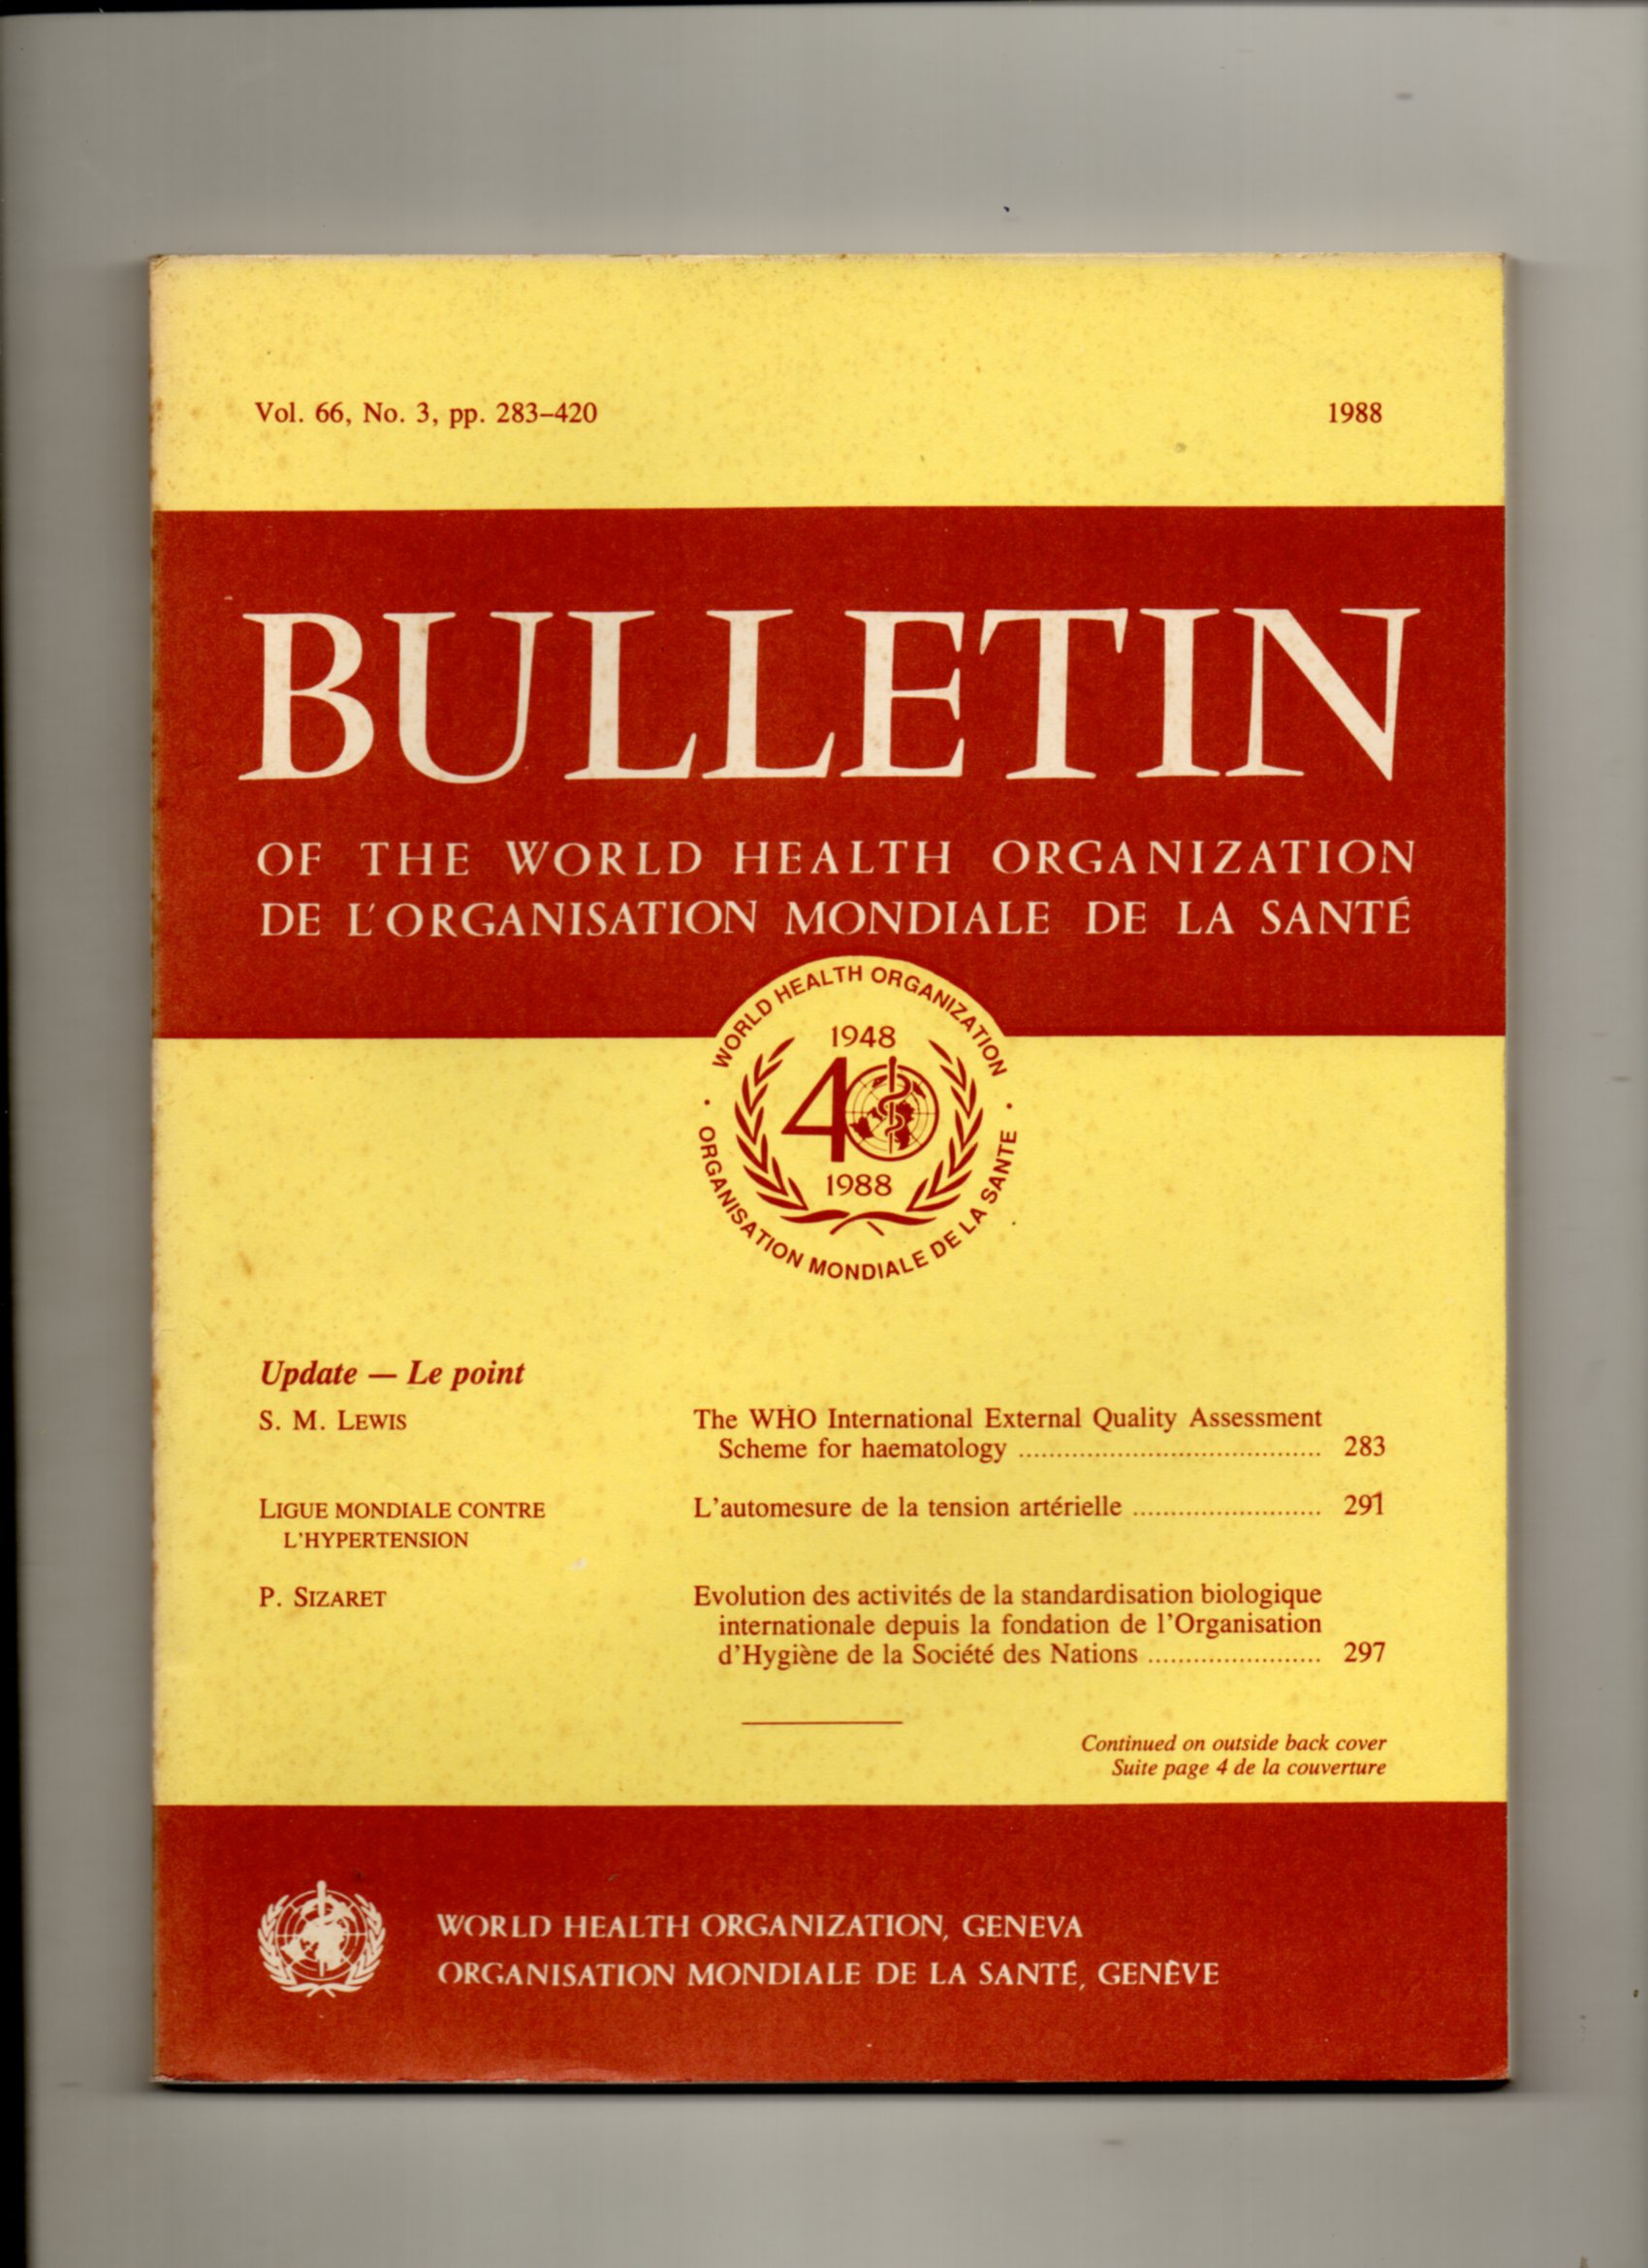 Vol. 66, No. 3, pp. 283–420 1988
BULLETIN
OF THE WORLD HEALTH ORGANIZATION
DE L'ORGANISATION MONDIALE DE LA SANTÉ
WORLD HEALTH ORGANIZATION
1948
40
1988
ORGANISATION MONDIALE DE LA SANTE
Update — Le point
S. M. LEWIS The WHO International External Quality Assessment
Scheme for haematology ........................................ 283
LIGUE MONDIALE CONTRE L'automesure de la tension artérielle ......................... 291
L'HYPERTENSION
P. SIZARET Evolution des activités de la standardisation biologique
internationale depuis la fondation de l'Organisation
d'Hygiène de la Société des Nations ....................... 297
Continued on outside back cover
Suite page 4 de la couverture
WORLD HEALTH ORGANIZATION, GENEVA
ORGANISATION MONDIALE DE LA SANTÉ, GENÈVE